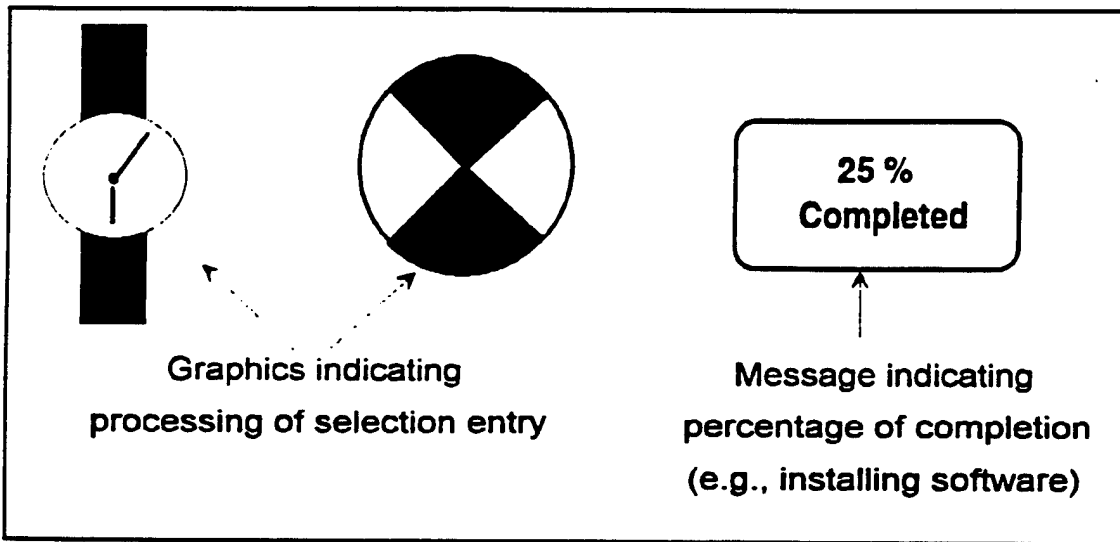 25 %
Completed
Graphics indicating
processing of selection entry
Message indicating
percentage of completion
(e.g., installing software)